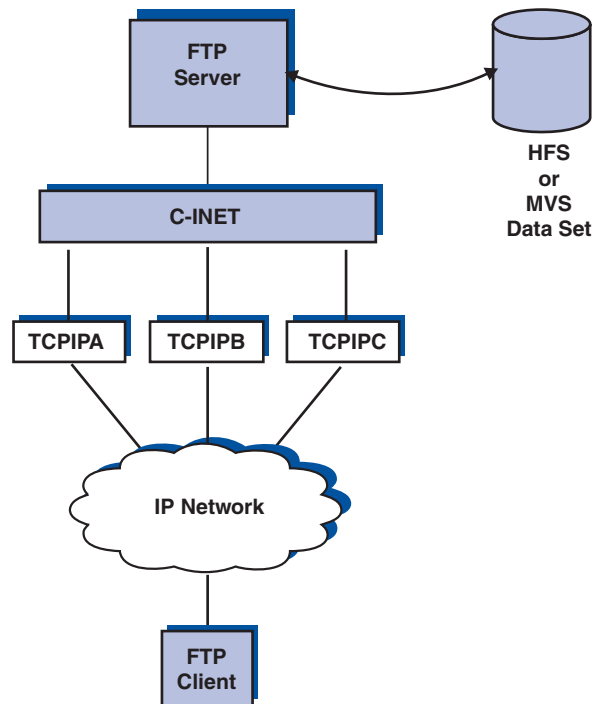 FTP
Server
HFS
or
MVS
Data Set
C-INET
TCPIPA
TCPIPB
TCPIPC
IP Network
FTP
Client